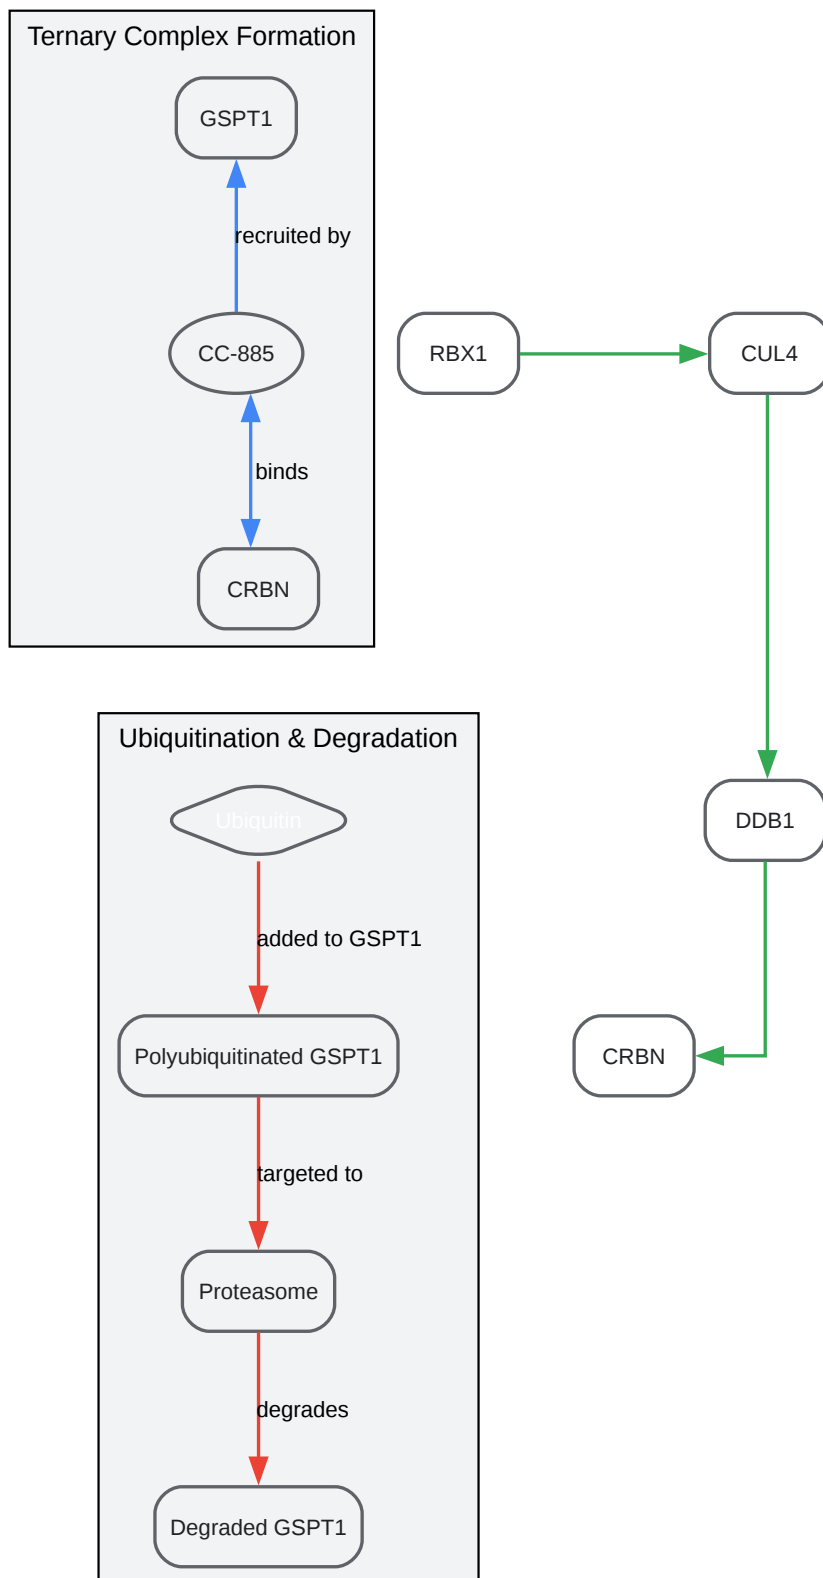 Ternary Complex Formation
GSPT1
recruited by
CC-885
RBX1
CUL4
binds
CRBN
Ubiquitination & Degradation
Ubiquitin
DDB1
added to GSPT1
Polyubiquitinated GSPT1
CRBN
targeted to
Proteasome
degrades
Degraded GSPT1